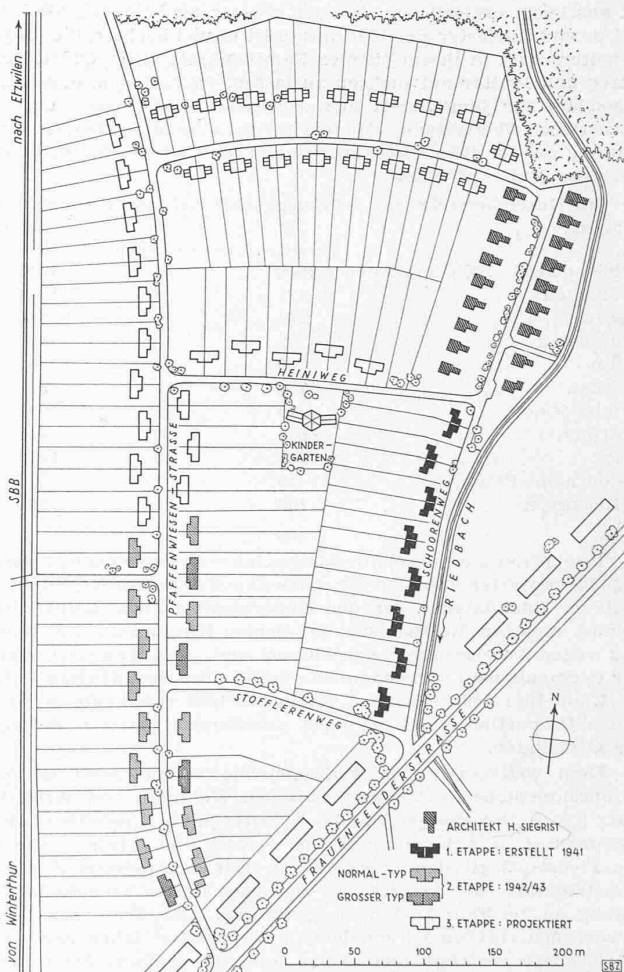 nach Etzwilen
SBB
von Winterthur
HEINIWEG
KINDER-
GARTEN
PFAFFENWIESEN - STRASSE
SCHOORENWEG
RIEDBACH
STOFFLERENWEG
FRAUENFELDERSTRASSE
N
ARCHITEKT H. SIEGRIST
1. ETAPPE: ERSTELLT 1941
NORMAL-TYP
GROSSER TYP
2. ETAPPE: 1942/43
3. ETAPPE: PROJEKTIERT
0 50 100 150 200 m
SBZ